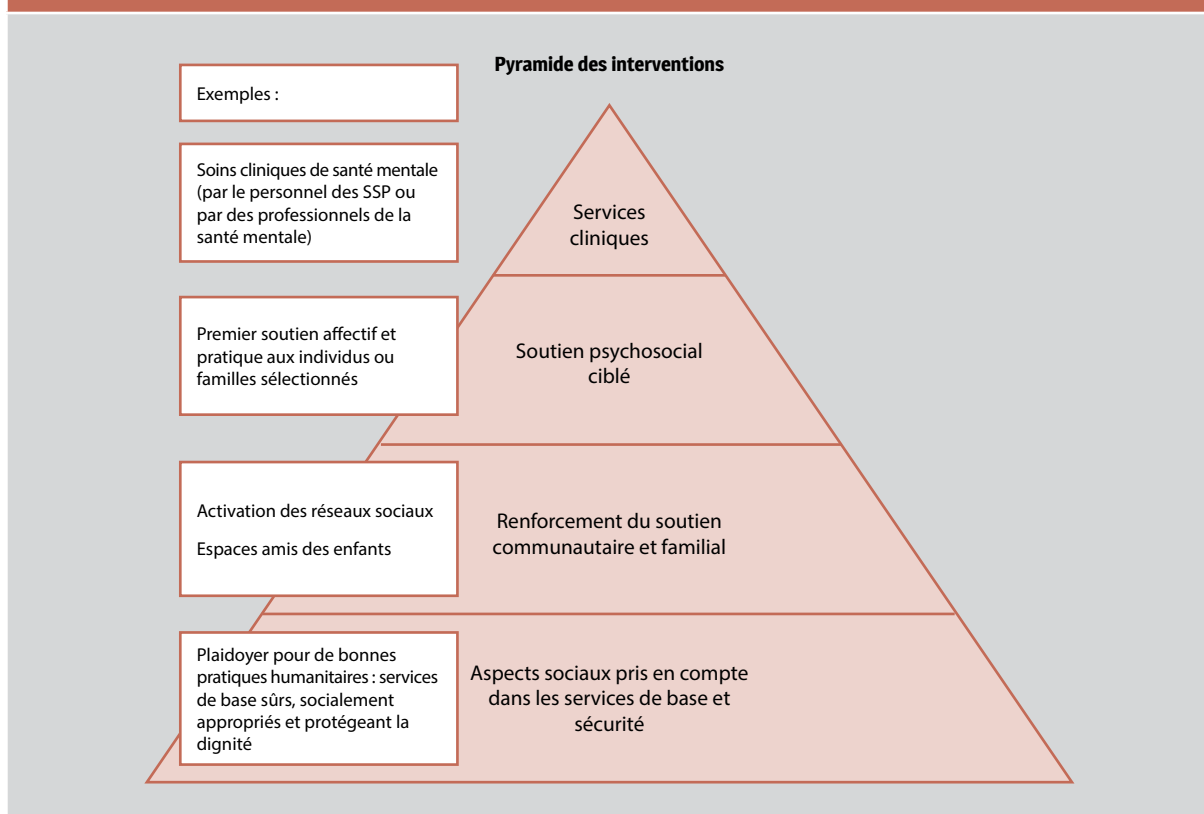 Pyramide des interventions
Exemples :
Soins cliniques de santé mentale
(par le personnel des SSP ou
par des professionnels de la
santé mentale)
Services
cliniques
Premier soutien affectif et
pratique aux individus ou
familles sélectionnés
Soutien psychosocial
ciblé
Activation des réseaux sociaux
Espaces amis des enfants
Renforcement du soutien
communautaire et familial
Plaidoyer pour de bonnes
pratiques humanitaires : services
de base sûrs, socialement
appropriés et protégeant la
dignité
Aspects sociaux pris en compte
dans les services de base et
sécurité